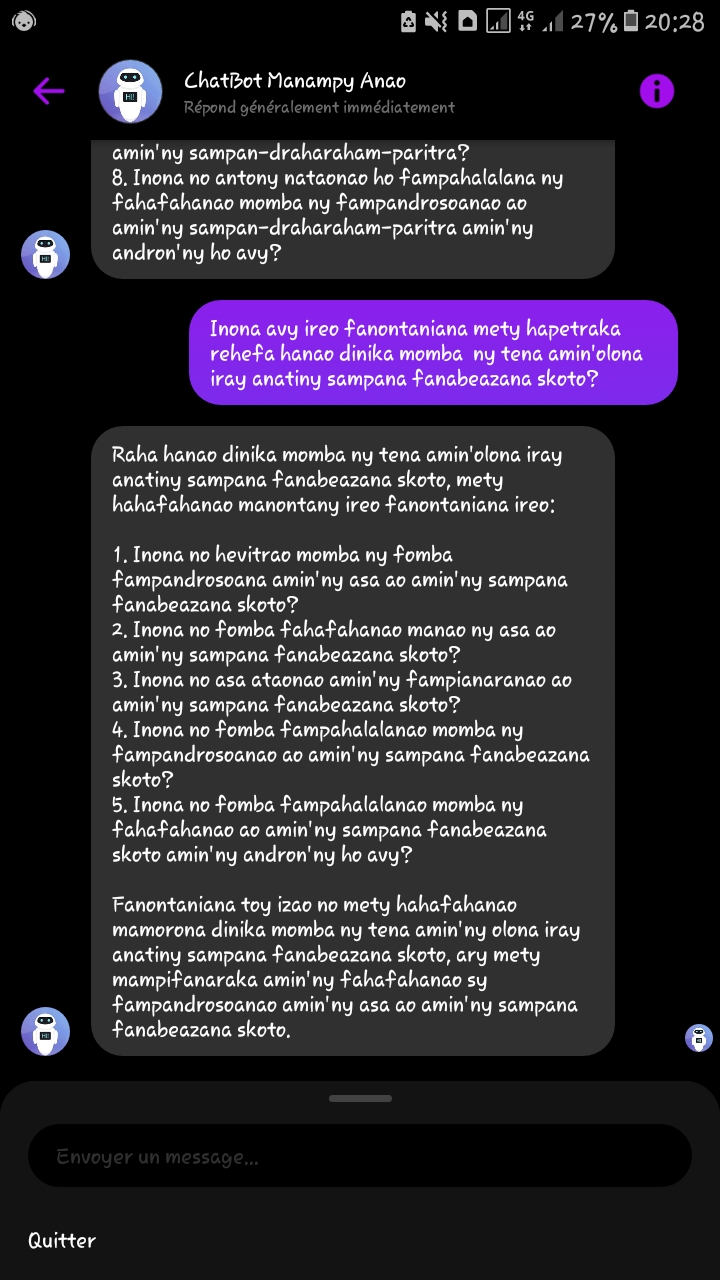 4G 27% 20:28
ChatBot Manampy Anao
Répond généralement immédiatement
amin'ny sampan-draharaham-paritra?
8. Inona no antony nataonao ho fampahalalana ny
fahafahanao momba ny fampandrosoanao ao
amin'ny sampan-draharaham-paritra amin'ny
andron'ny ho avy?
HI!
Inona avy ireo fanontaniana mety hapetraka
rehefa hanao dinika momba  ny tena amin'olona
iray anatiny sampana fanabeazana skoto?
Raha hanao dinika momba ny tena amin'olona iray
anatiny sampana fanabeazana skoto, mety
hahafahanao manontany ireo fanontaniana ireo:
1. Inona no hevitrao momba ny fomba
fampandrosoana amin'ny asa ao amin'ny sampana
fanabeazana skoto?
2. Inona no fomba fahafahanao manao ny asa ao
amin'ny sampana fanabeazana skoto?
3. Inona no asa ataonao amin'ny fampianaranao ao
amin'ny sampana fanabeazana skoto?
4. Inona no fomba fampahalalanao momba ny
fampandrosoanao ao amin'ny sampana fanabeazana
skoto?
5. Inona no fomba fampahalalanao momba ny
fahafahanao ao amin'ny sampana fanabeazana
skoto amin'ny andron'ny ho avy?
Fanontaniana toy izao no mety hahafahanao
mamorona dinika momba ny tena amin'ny olona iray
anatiny sampana fanabeazana skoto, ary mety
mampifanaraka amin'ny fahafahanao sy
fampandrosoanao amin'ny asa ao amin'ny sampana
fanabeazana skoto.
HI!
Envoyer un message...
Quitter